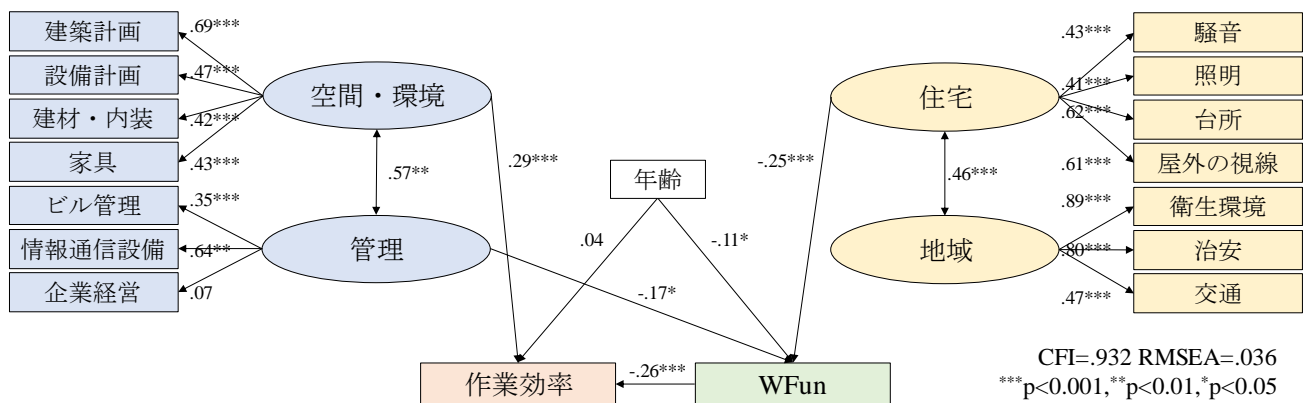 建築計画
.69***
設備計画
.47***
建材・内装
.42***
家具
.43***
ビル管理
.35***
情報通信設備
.64**
企業経営
.07
空間・環境
.57**
管理
.29***
年齢
.04
-.11*
-.17*
-.25***
住宅
.46***
地域
.43***
騒音
.41***
照明
.62***
台所
.61***
屋外の視線
.89***
衛生環境
.80***
治安
.47***
交通
作業効率
-.26***
WFun
CFI=.932 RMSEA=.036
***p<0.001,**p<0.01,*p<0.05